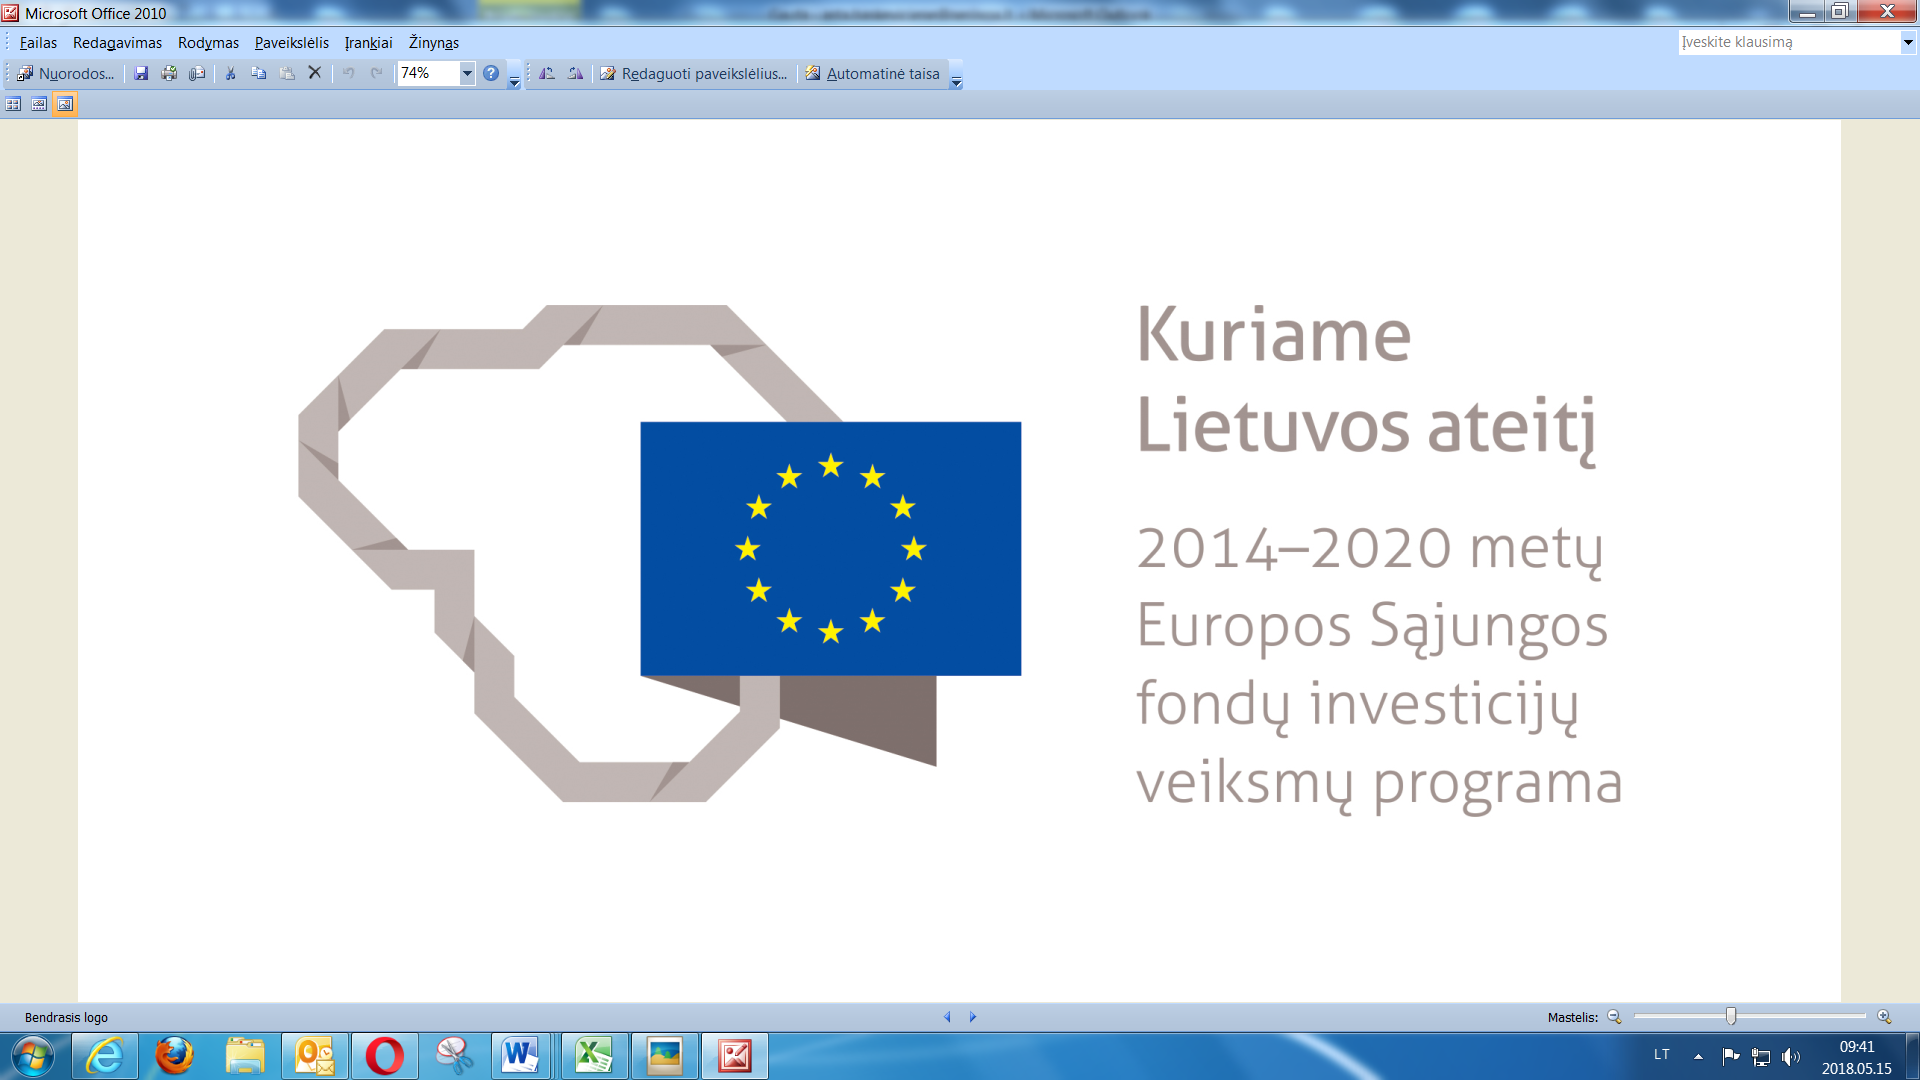 Microsoft Office 2010
Failas Redagavimas Rodymas Paveikslėlis Įrankiai Žinynas
Įveskite klausimą
Nuorodos... 74% Redaguoti paveikslėlius... Automatinė taisa
Kuriame
Lietuvos ateitį
2014–2020 metų
Europos Sąjungos
fondų investicijų
veiksmų programa
Bendrasis logo
Mastelis:
LT
09:41
2018.05.15